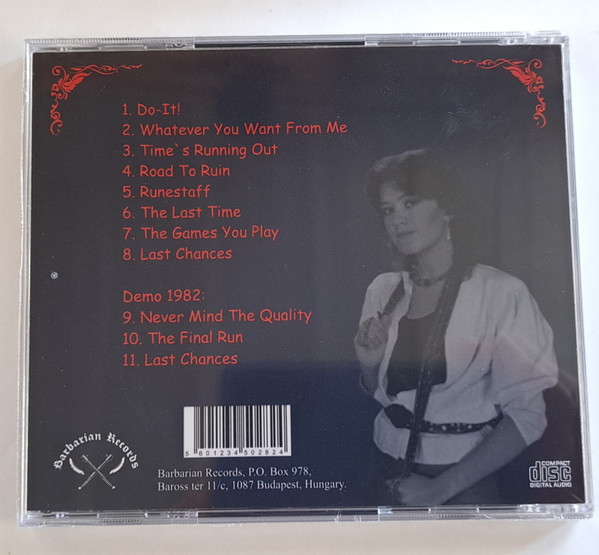 1. Do-It!
2. Whatever You Want From Me
3. Time`s Running Out
4. Road To Ruin
5. Runestaff
6. The Last Time
7. The Games You Play
8. Last Chances
Demo 1982:
9. Never Mind The Quality
10. The Final Run
11. Last Chances
Barbarian Records
5 001234 502824
Barbarian Records, P.O. Box 978,
Baross ter 11/c, 1087 Budapest, Hungary.
COMPACT
disc
DIGITAL AUDIO